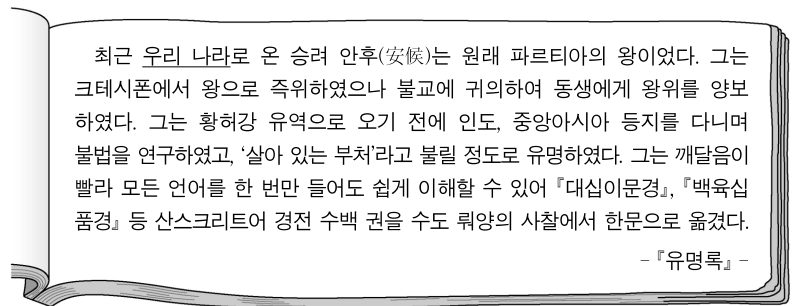 최근 우리 나라로 온 승려 안후(安候)는 원래 파르티아의 왕이었다. 그는
크테시폰에서 왕으로 즉위하였으나 불교에 귀의하여 동생에게 왕위를 양보
하였다. 그는 황허강 유역으로 오기 전에 인도, 중앙아시아 등지를 다니며
불법을 연구하였고, ‘살아 있는 부처’라고 불릴 정도로 유명하였다. 그는 깨달음이
빨라 모든 언어를 한 번만 들어도 쉽게 이해할 수 있어 『대십이문경』, 『백육십
품경』 등 산스크리트어 경전 수백 권을 수도 뤄양의 사찰에서 한문으로 옮겼다.
－『유명록』－